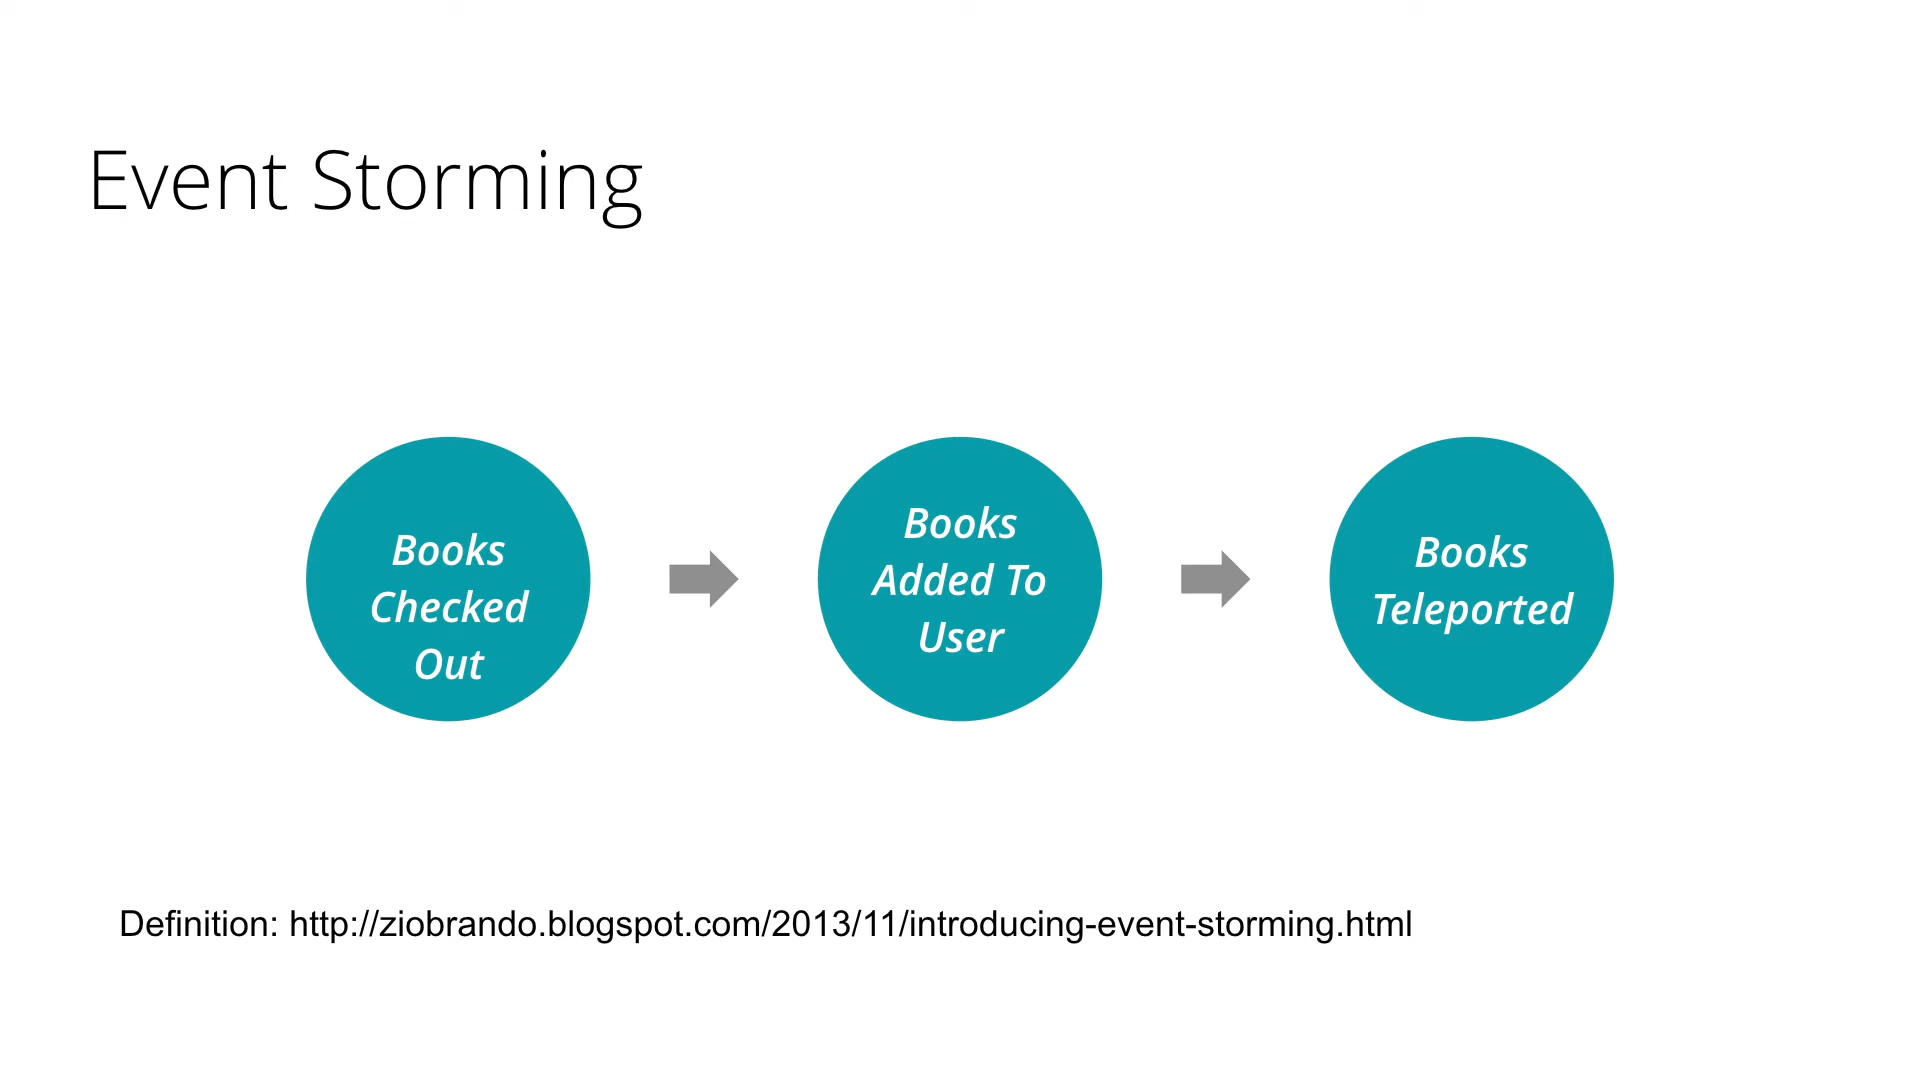 Event Storming
Books
Checked
Out
Books
Added To
User
Books
Teleported
Definition: http://ziobrando.blogspot.com/2013/11/introducing-event-storming.html